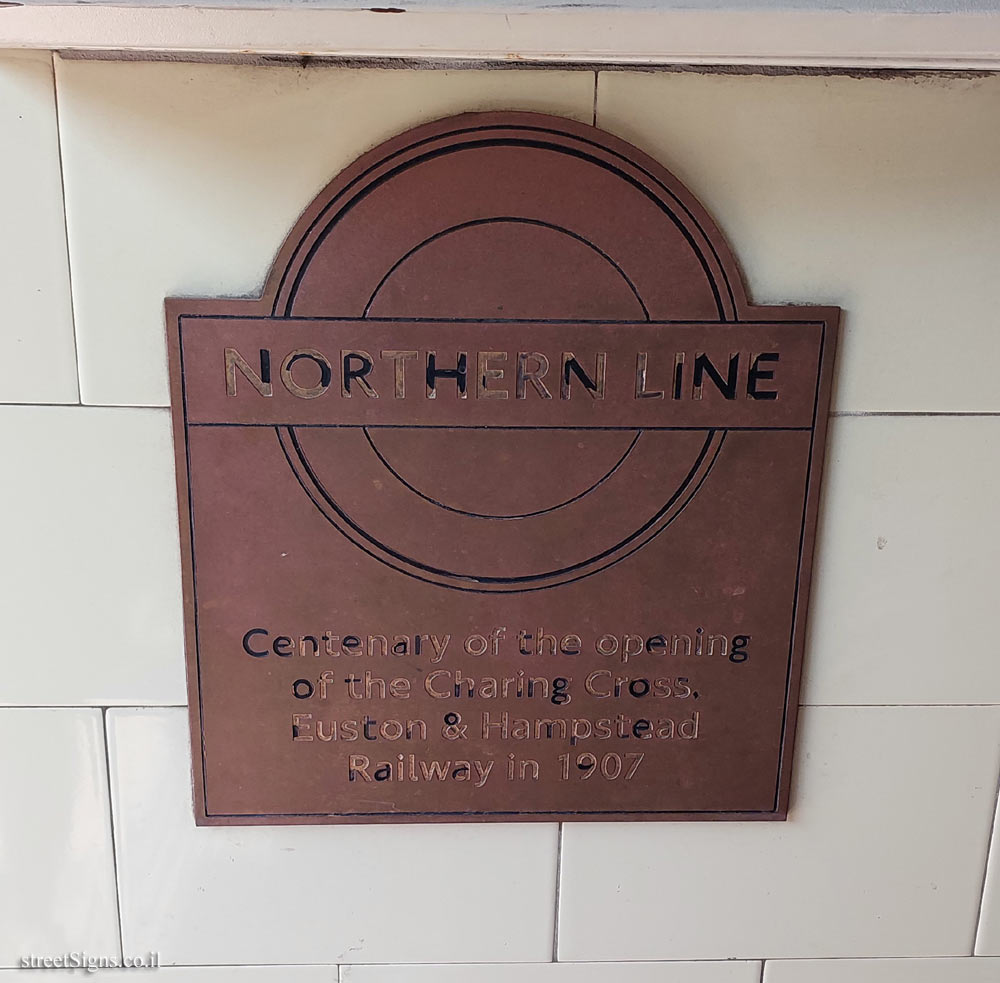 NORTHERN LINE
Centenary of the opening
of the Charing Cross,
Euston & Hampstead
Railway in 1907
streetSigns.co.il